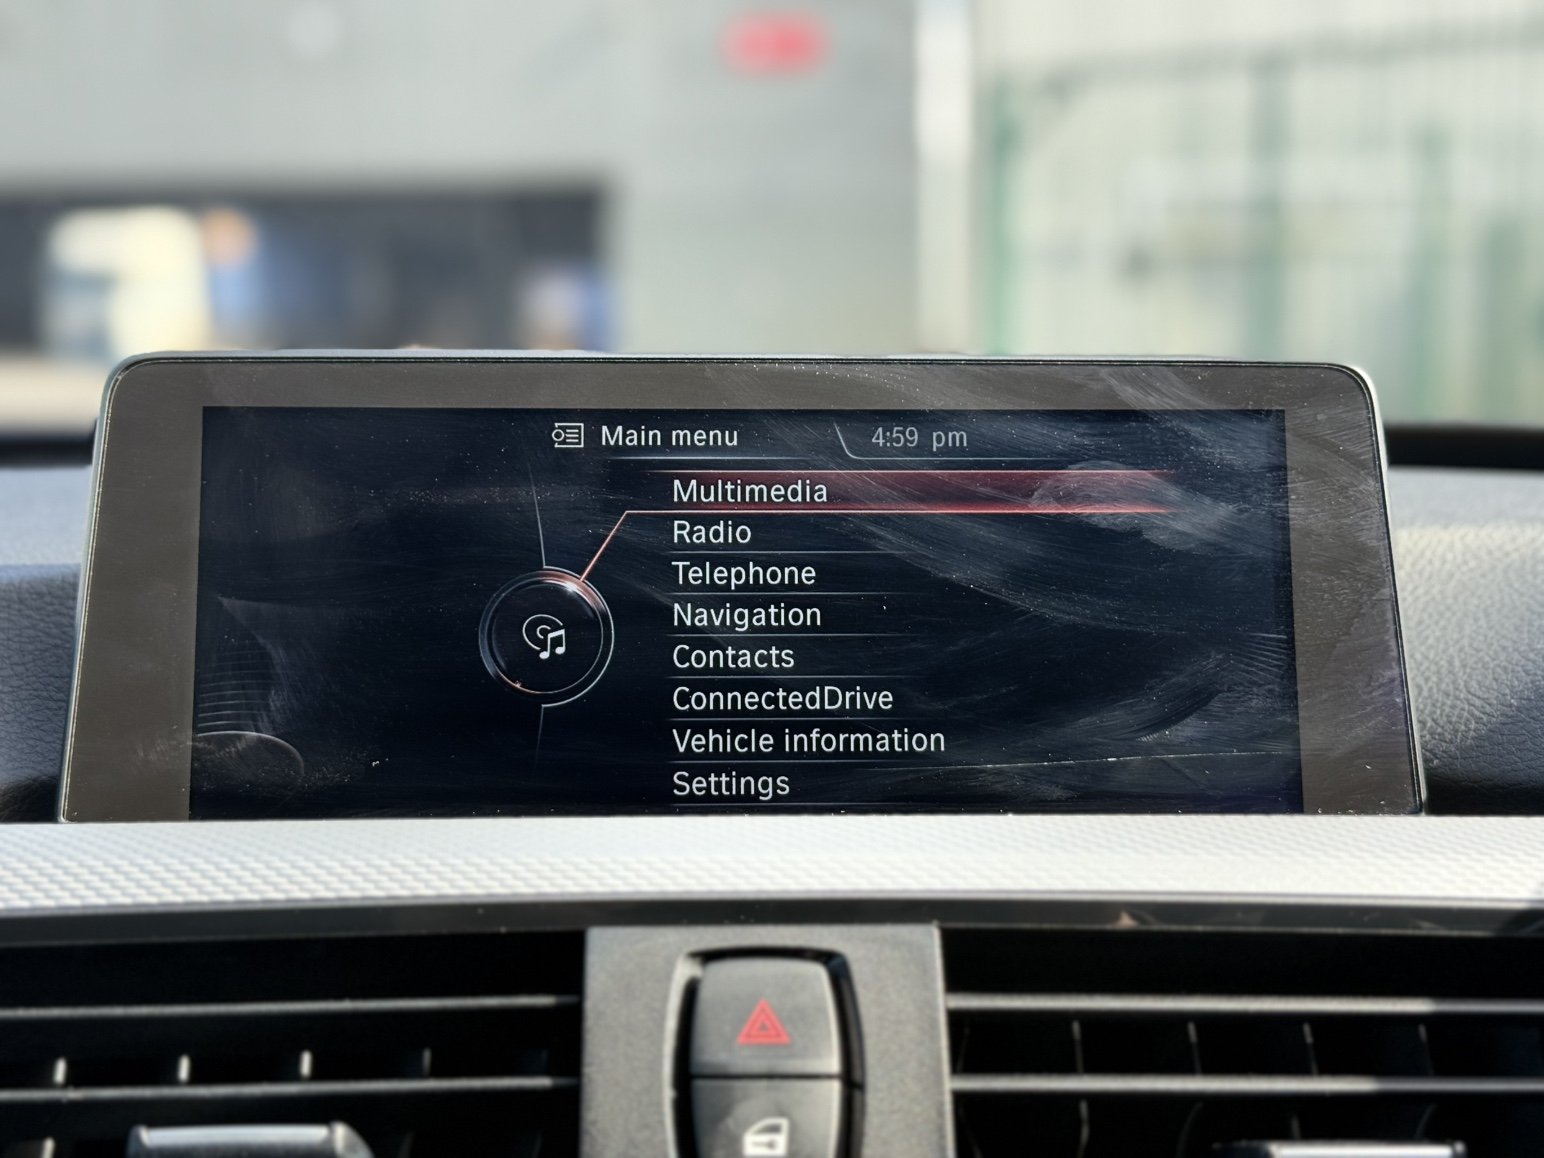 Main menu 4:59 pm
Multimedia
Radio
Telephone
Navigation
Contacts
ConnectedDrive
Vehicle information
Settings